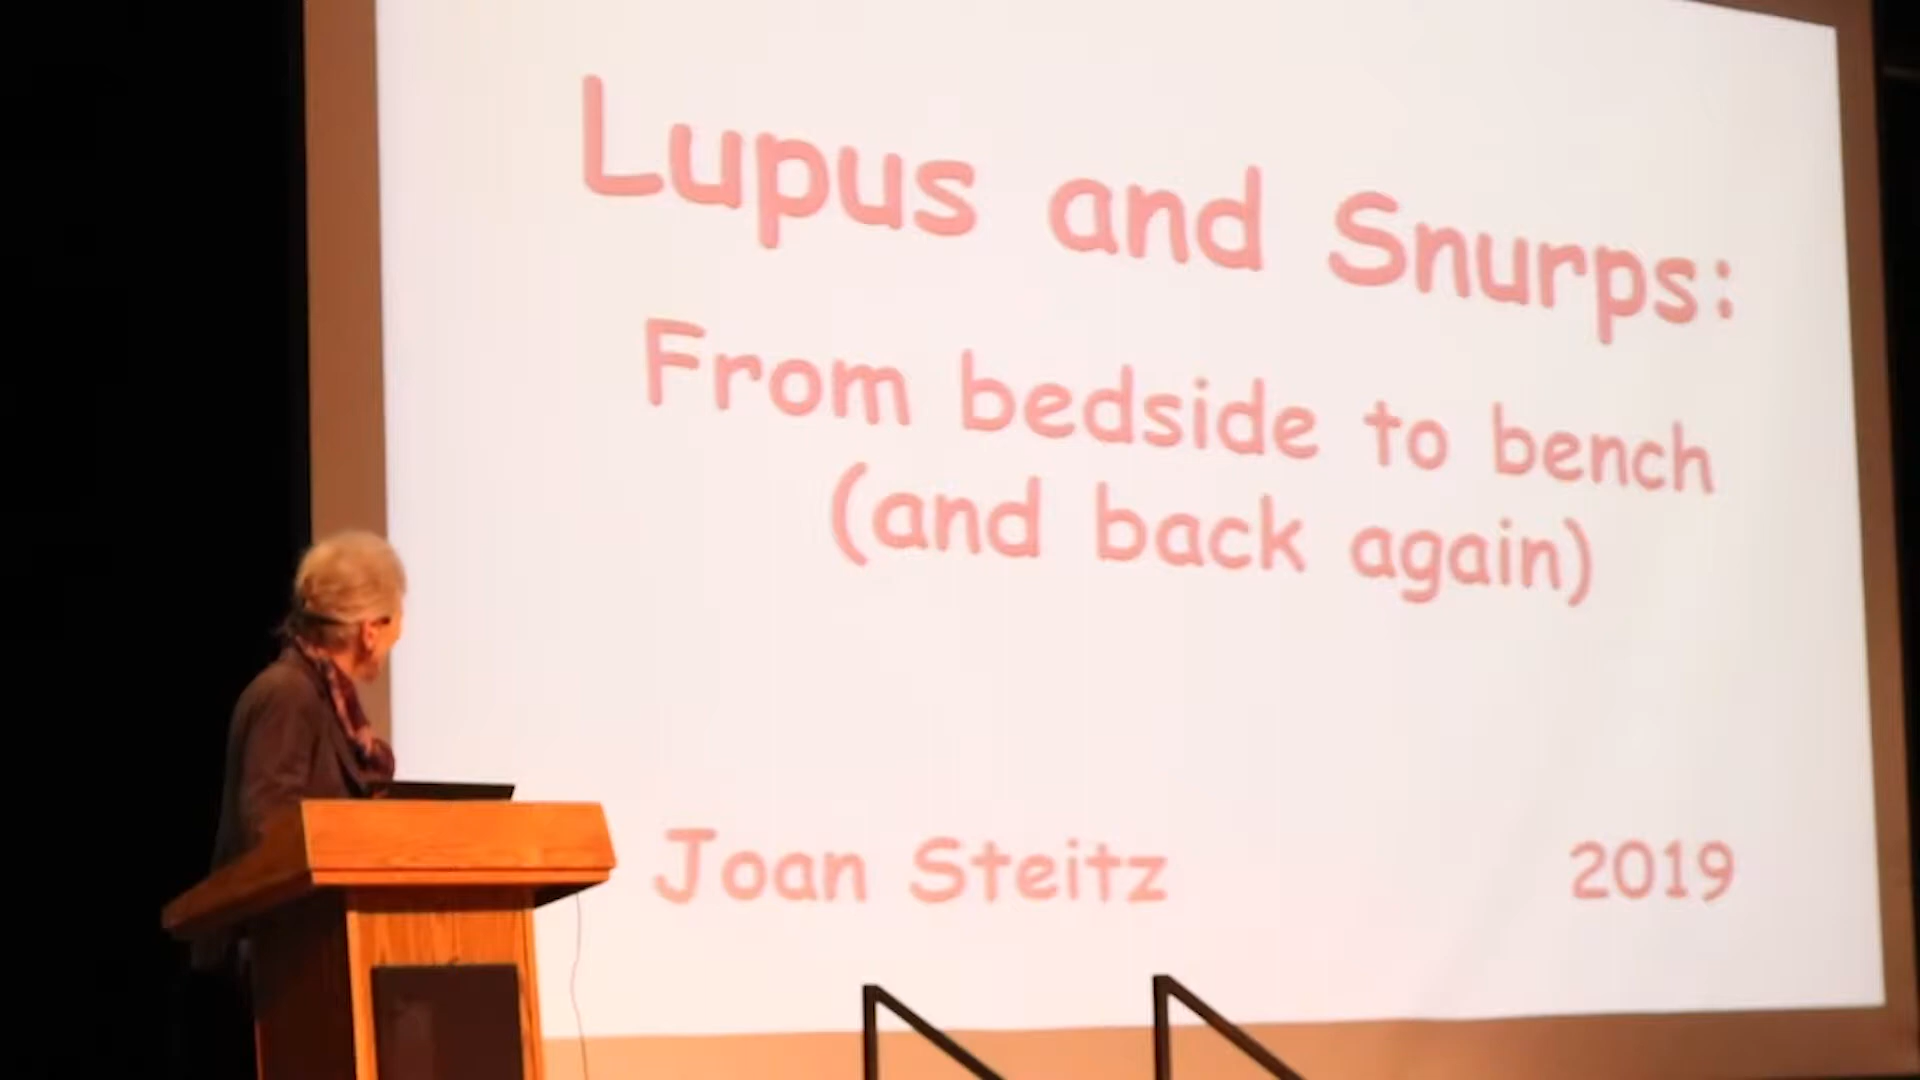 Lupus and Snurps:
From bedside to bench
(and back again)
Joan Steitz 2019